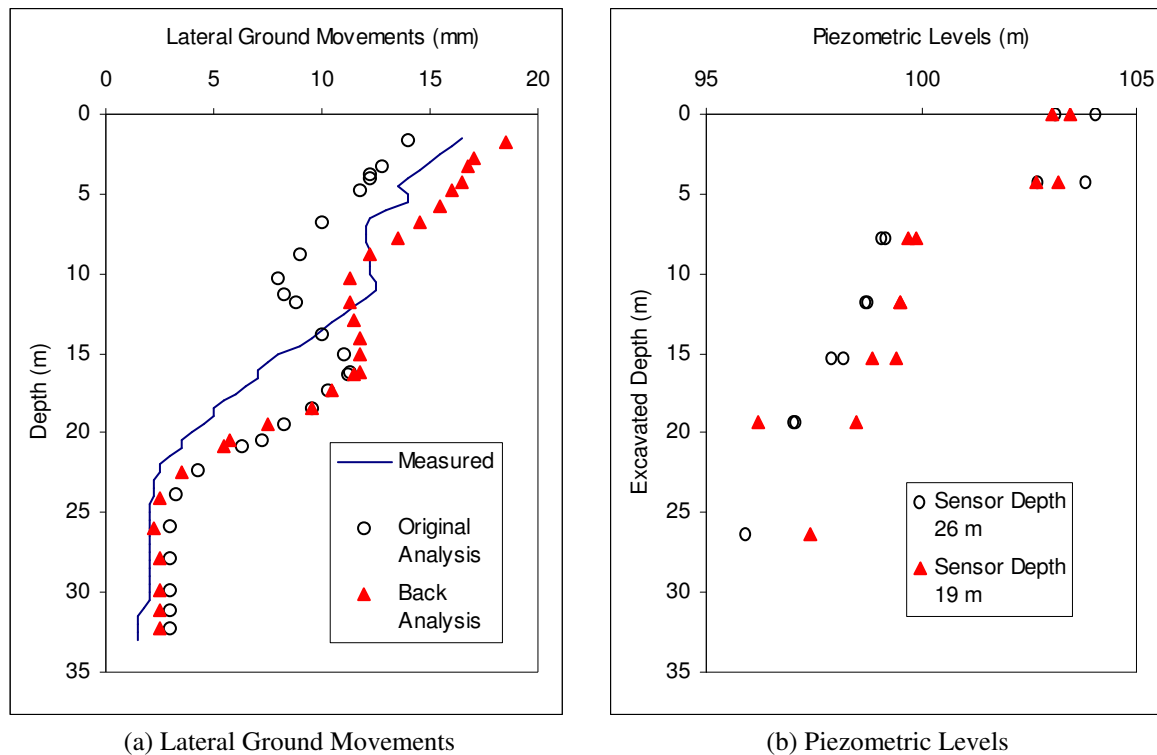 Lateral Ground Movements (mm)
0 5 10 15 20
0
5
10
15
20
25
30
35
Depth (m)
Measured
Original
Analysis
Back
Analysis
(a) Lateral Ground Movements
Piezometric Levels (m)
95 100 105
0
5
10
15
20
25
30
35
Excavated Depth (m)
Sensor Depth
26 m
Sensor Depth
19 m
(b) Piezometric Levels